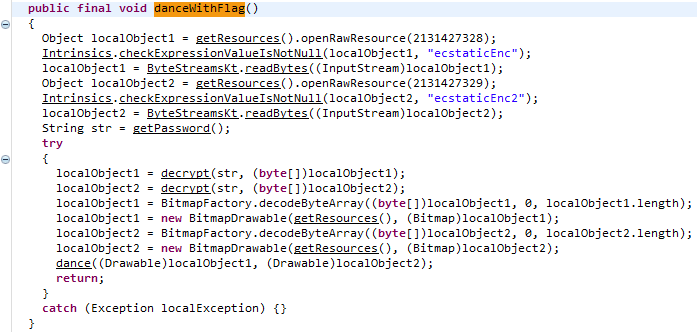 public final void danceWithFlag()
{
Object localObject1 = getResources().openRawResource(2131427328);
Intrinsics.checkExpressionValueIsNotNull(localObject1, "ecstaticEnc");
localObject1 = ByteStreamsKt.readBytes((InputStream)localObject1);
Object localObject2 = getResources().openRawResource(2131427329);
Intrinsics.checkExpressionValueIsNotNull(localObject2, "ecstaticEnc2");
localObject2 = ByteStreamsKt.readBytes((InputStream)localObject2);
String str = getPassword();
try
{
localObject1 = decrypt(str, (byte[])localObject1);
localObject2 = decrypt(str, (byte[])localObject2);
localObject1 = BitmapFactory.decodeByteArray((byte[])localObject1, 0, localObject1.length);
localObject1 = new BitmapDrawable(getResources(), (Bitmap)localObject1);
localObject2 = BitmapFactory.decodeByteArray((byte[])localObject2, 0, localObject2.length);
localObject2 = new BitmapDrawable(getResources(), (Bitmap)localObject2);
dance((Drawable)localObject1, (Drawable)localObject2);
return;
}
catch (Exception localException) {}
}